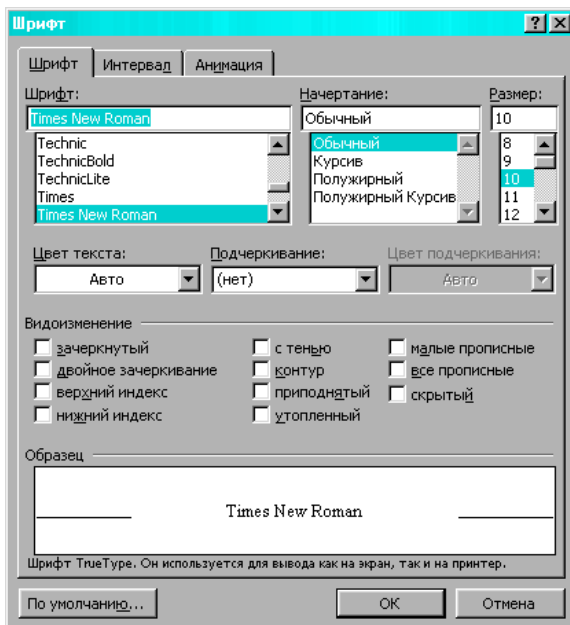 Шрифт
Шрифт Интервал Анимация
Шрифт: Начертание: Размер:
Times New Roman Обычный 10
Technic Обычный 8
TechnicBold Курсив 9
TechnicLite Полужирный 10
Times Полужирный Курсив 11
Times New Roman 12
Цвет текста: Подчеркивание: Цвет подчеркивания:
Авто (нет) Авто
Видоизменение
зачеркнутый с тенью малые прописные
двойное зачеркивание контур все прописные
верхний индекс приподнятый скрытый
нижний индекс утопленный
Образец
Times New Roman
Шрифт TrueType. Он используется для вывода как на экран, так и на принтер.
По умолчанию... ОК Отмена